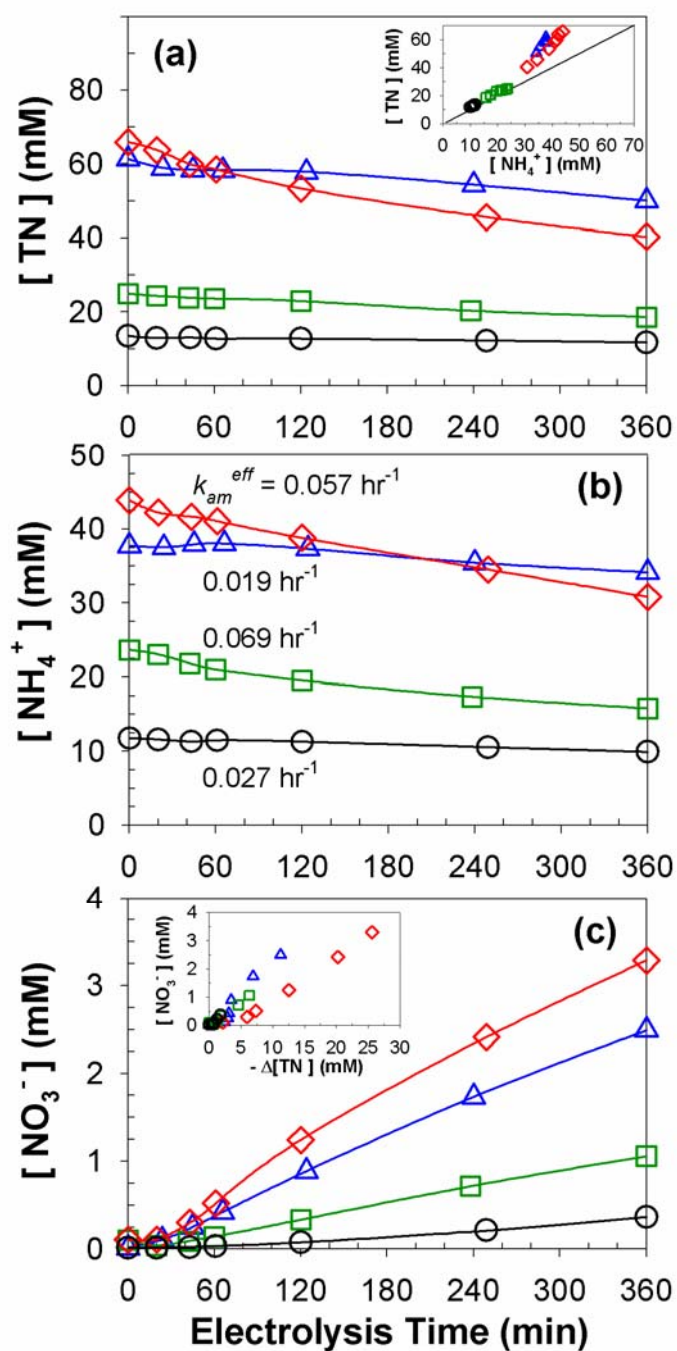 (a)
[ TN ] (mM)
80
60
40
20
0
0 60 120 180 240 300 360
[ TN ] (mM)
60
40
20
0
0 10 20 30 40 50 60 70
[ NH₄⁺ ] (mM)
(b)
[ NH₄⁺ ] (mM)
50
40
30
20
10
0
k_am^eff = 0.057 hr⁻¹
0.019 hr⁻¹
0.069 hr⁻¹
0.027 hr⁻¹
0 60 120 180 240 300 360
(c)
[ NO₃⁻ ] (mM)
4
3
2
1
0
[ NO₃⁻ ] (mM)
4
3
2
1
0
0 5 10 15 20 25 30
- Δ[TN ] (mM)
0 60 120 180 240 300 360
Electrolysis Time (min)